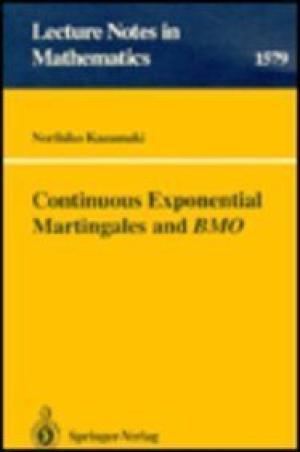 Lecture Notes in
Mathematics 1579
Norihiko Kazamaki
Continuous Exponential
Martingales and BMO
Springer-Verlag